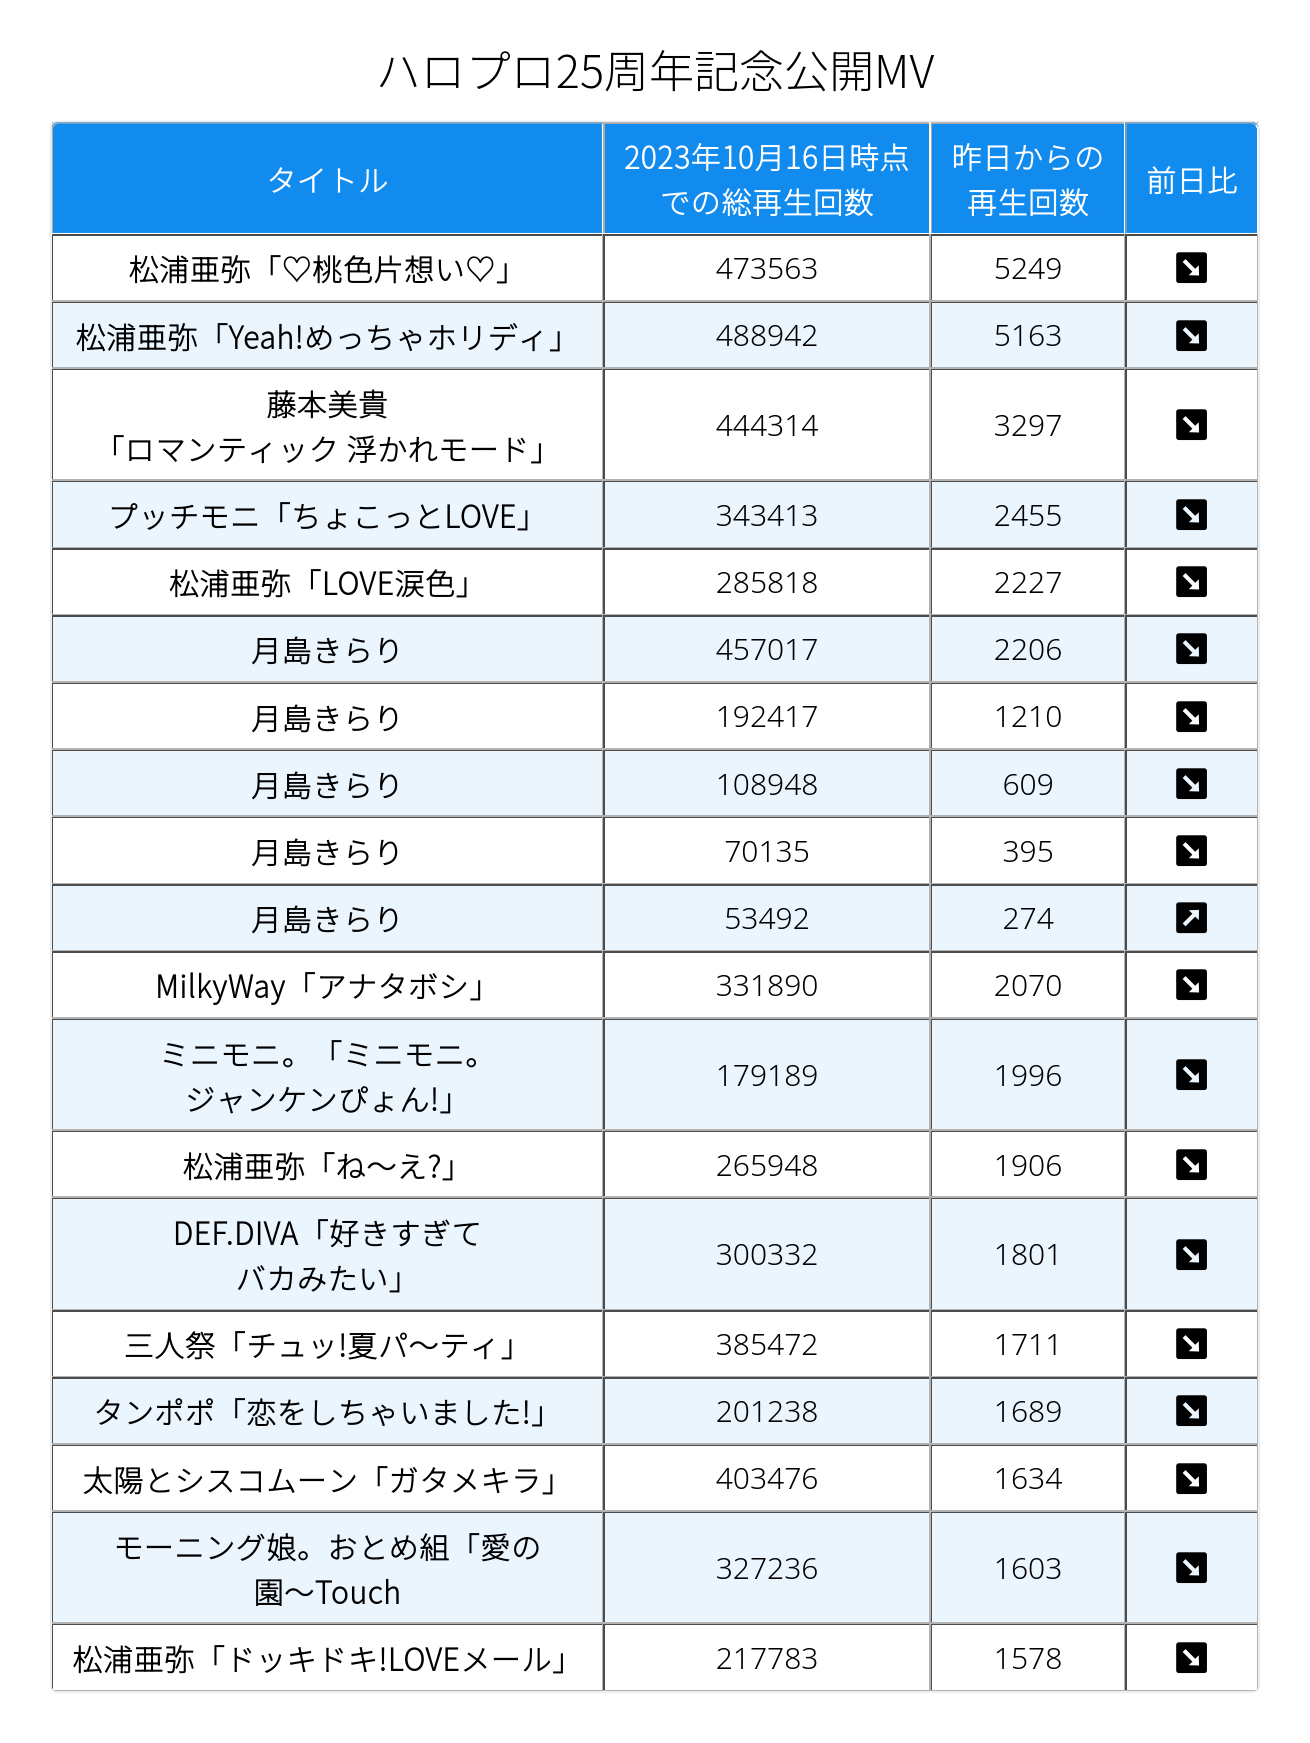 ハロプロ25周年記念公開MV
タイトル
2023年10月16日時点
での総再生回数
昨日からの
再生回数
前日比
松浦亜弥「♡桃色片想い♡」 473563 5249 ↘
松浦亜弥「Yeah!めっちゃホリディ」 488942 5163 ↘
藤本美貴
「ロマンティック 浮かれモード」 444314 3297 ↘
プッチモニ「ちょこっとLOVE」 343413 2455 ↘
松浦亜弥「LOVE涙色」 285818 2227 ↘
月島きらり 457017 2206 ↘
月島きらり 192417 1210 ↘
月島きらり 108948 609 ↘
月島きらり 70135 395 ↘
月島きらり 53492 274 ↗
MilkyWay「アナタボシ」 331890 2070 ↘
ミニモニ。「ミニモニ。
ジャンケンぴょん!」 179189 1996 ↘
松浦亜弥「ね〜え?」 265948 1906 ↘
DEF.DIVA「好きすぎて
バカみたい」 300332 1801 ↘
三人祭「チュッ!夏パ〜ティ」 385472 1711 ↘
タンポポ「恋をしちゃいました!」 201238 1689 ↘
太陽とシスコムーン「ガタメキラ」 403476 1634 ↘
モーニング娘。おとめ組「愛の
園〜Touch 327236 1603 ↘
松浦亜弥「ドッキドキ!LOVEメール」 217783 1578 ↘